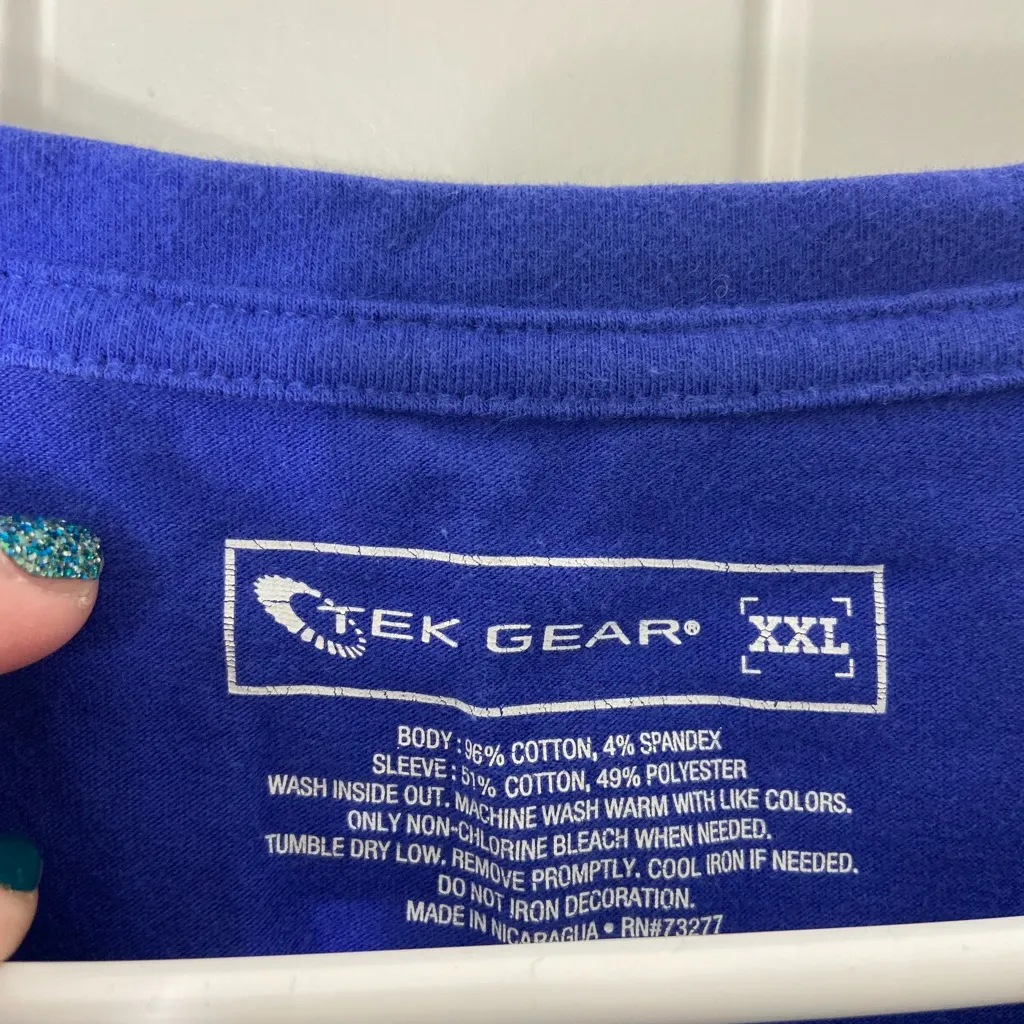 TEK GEAR® XXL
BODY : 96% COTTON, 4% SPANDEX
SLEEVE : 51% COTTON, 49% POLYESTER
WASH INSIDE OUT. MACHINE WASH WARM WITH LIKE COLORS.
ONLY NON-CHLORINE BLEACH WHEN NEEDED.
TUMBLE DRY LOW. REMOVE PROMPTLY. COOL IRON IF NEEDED.
DO NOT IRON DECORATION.
MADE IN NICARAGUA • RN#73277